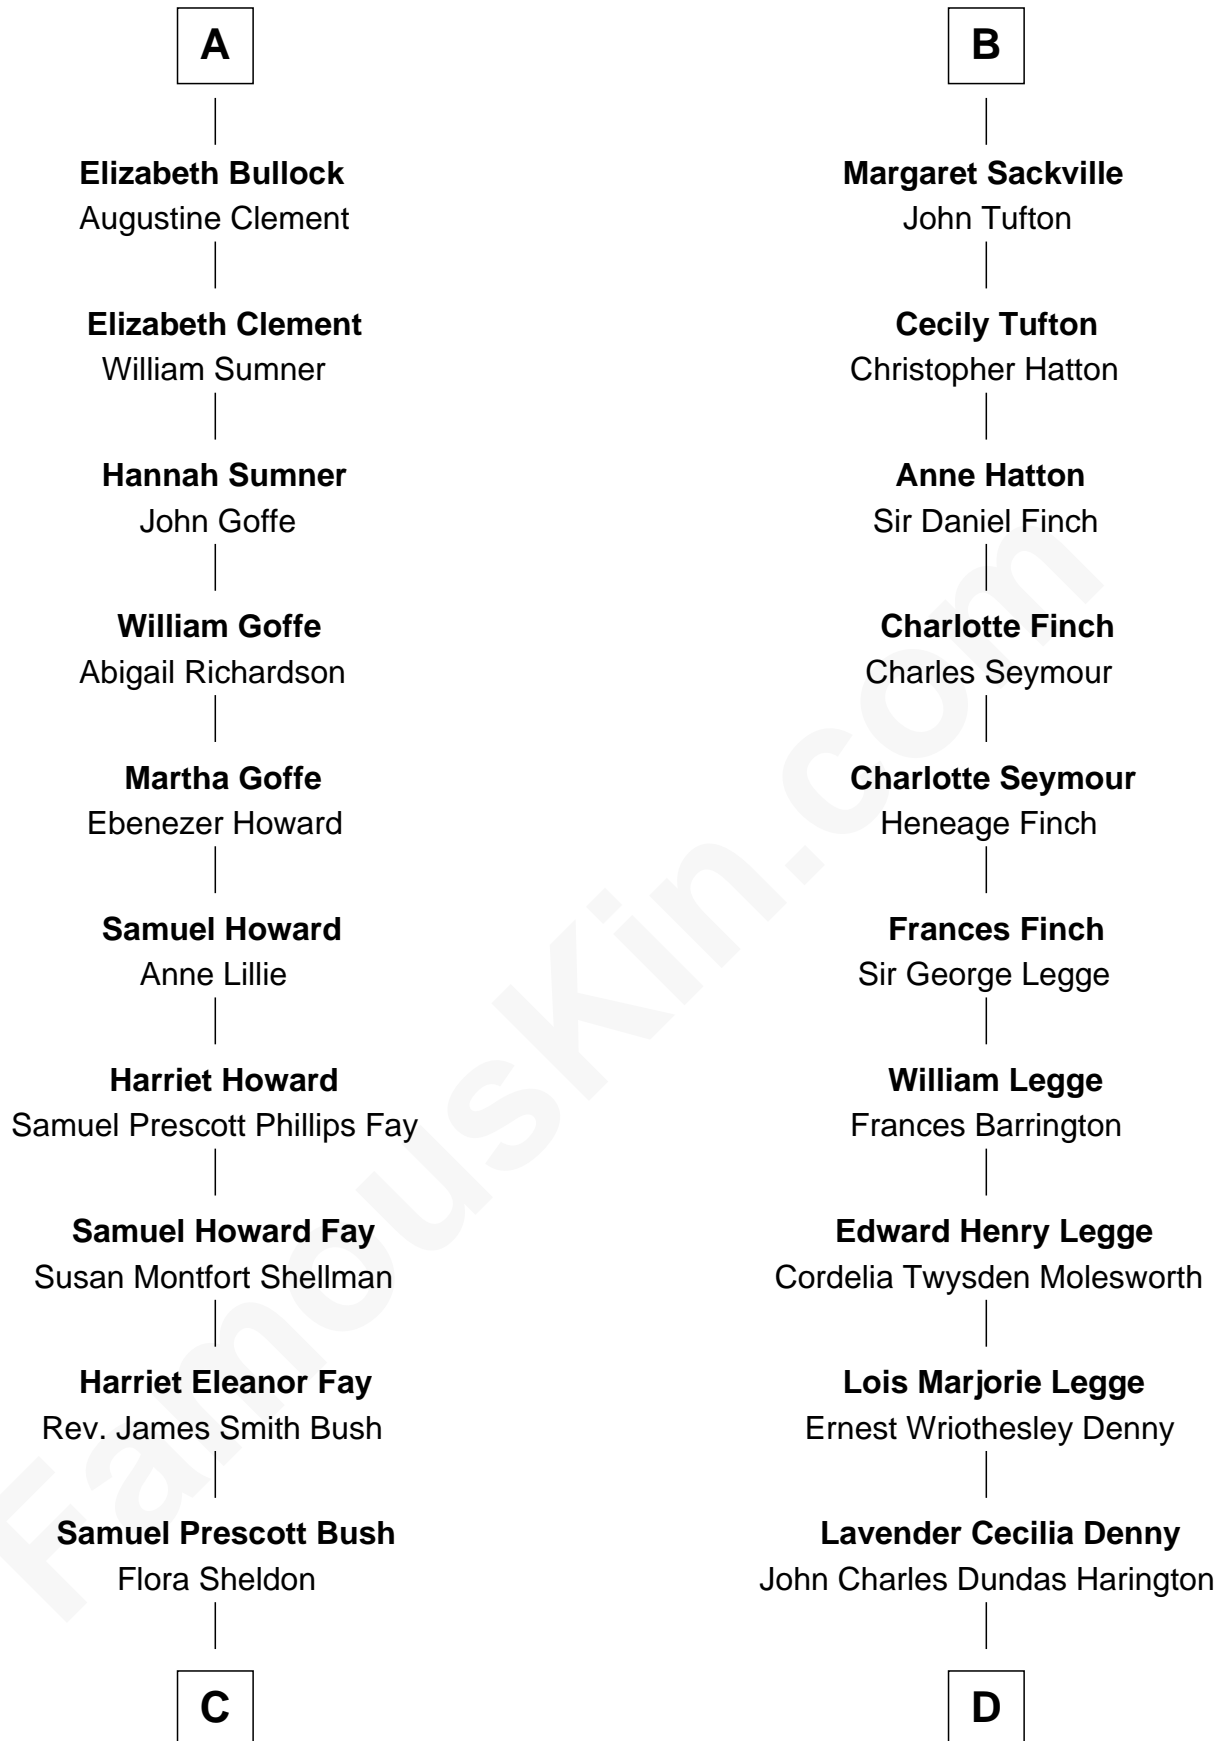 A
Elizabeth Bullock
Augustine Clement
Elizabeth Clement
William Sumner
Hannah Sumner
John Goffe
William Goffe
Abigail Richardson
Martha Goffe
Ebenezer Howard
Samuel Howard
Anne Lillie
Harriet Howard
Samuel Prescott Phillips Fay
Samuel Howard Fay
Susan Montfort Shellman
Harriet Eleanor Fay
Rev. James Smith Bush
Samuel Prescott Bush
Flora Sheldon
C
B
Margaret Sackville
John Tufton
Cecily Tufton
Christopher Hatton
Anne Hatton
Sir Daniel Finch
Charlotte Finch
Charles Seymour
Charlotte Seymour
Heneage Finch
Frances Finch
Sir George Legge
William Legge
Frances Barrington
Edward Henry Legge
Cordelia Twysden Molesworth
Lois Marjorie Legge
Ernest Wriothesley Denny
Lavender Cecilia Denny
John Charles Dundas Harington
D
FamousKin.com